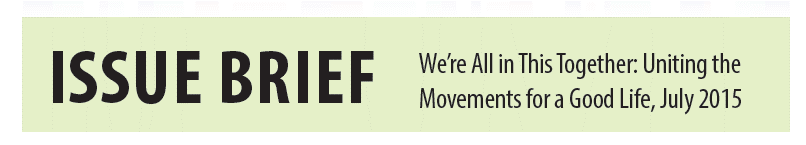 ISSUE BRIEF
We're All in This Together: Uniting the
Movements for a Good Life, July 2015